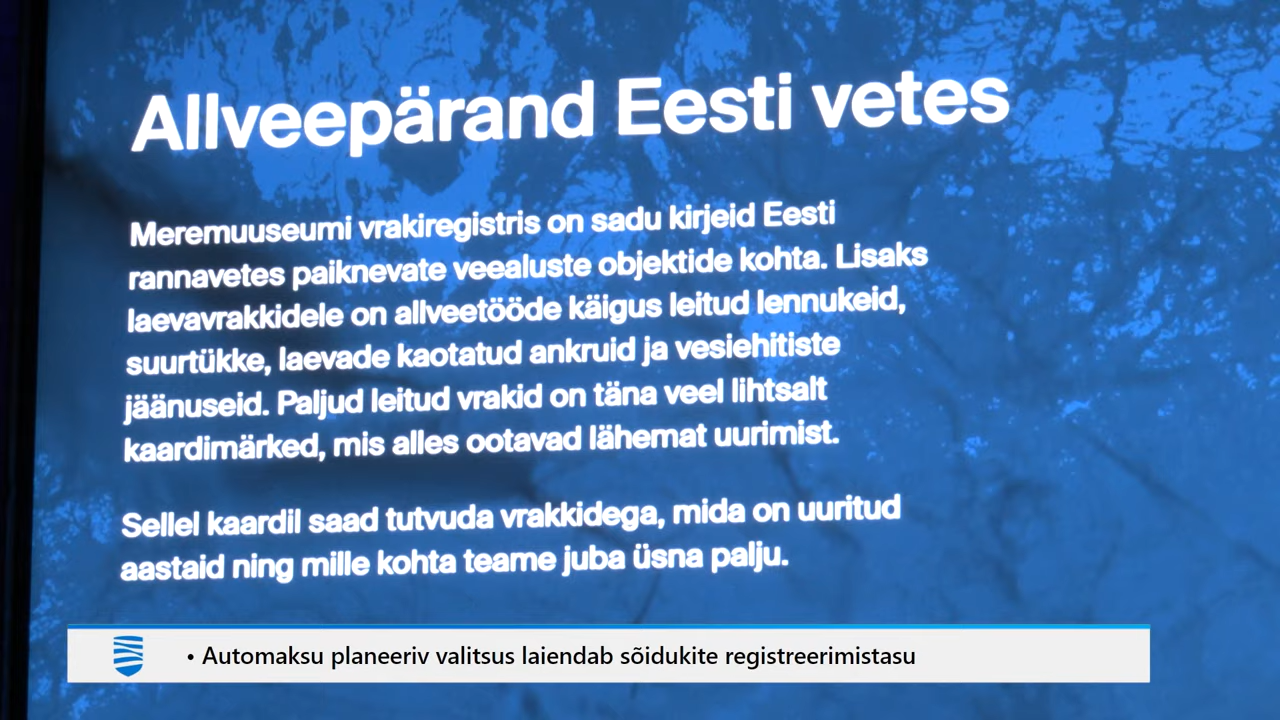 Allveepärand Eesti vetes
Meremuuseumi vrakiregistris on sadu kirjeid Eesti
rannavetes paiknevate veealuste objektide kohta. Lisaks
laevavrakkidele on allveetööde käigus leitud lennukeid,
suurtükke, laevade kaotatud ankruid ja vesiehitiste
jäänuseid. Paljud leitud vrakid on täna veel lihtsalt
kaardimärked, mis alles ootavad lähemat uurimist.
Sellel kaardil saad tutvuda vrakkidega, mida on uuritud
aastaid ning mille kohta teame juba üsna palju.
• Automaksu planeeriv valitsus laiendab sõidukite registreerimistasu